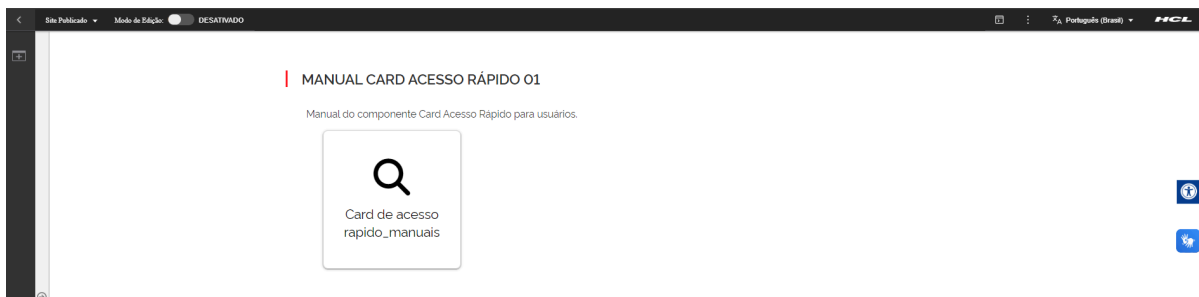 Site Publicado
Modo de Edição:
DESATIVADO
Português (Brasil)
HCL
MANUAL CARD ACESSO RÁPIDO 01
Manual do componente Card Acesso Rápido para usuários.
Card de acesso
rapido_manuais